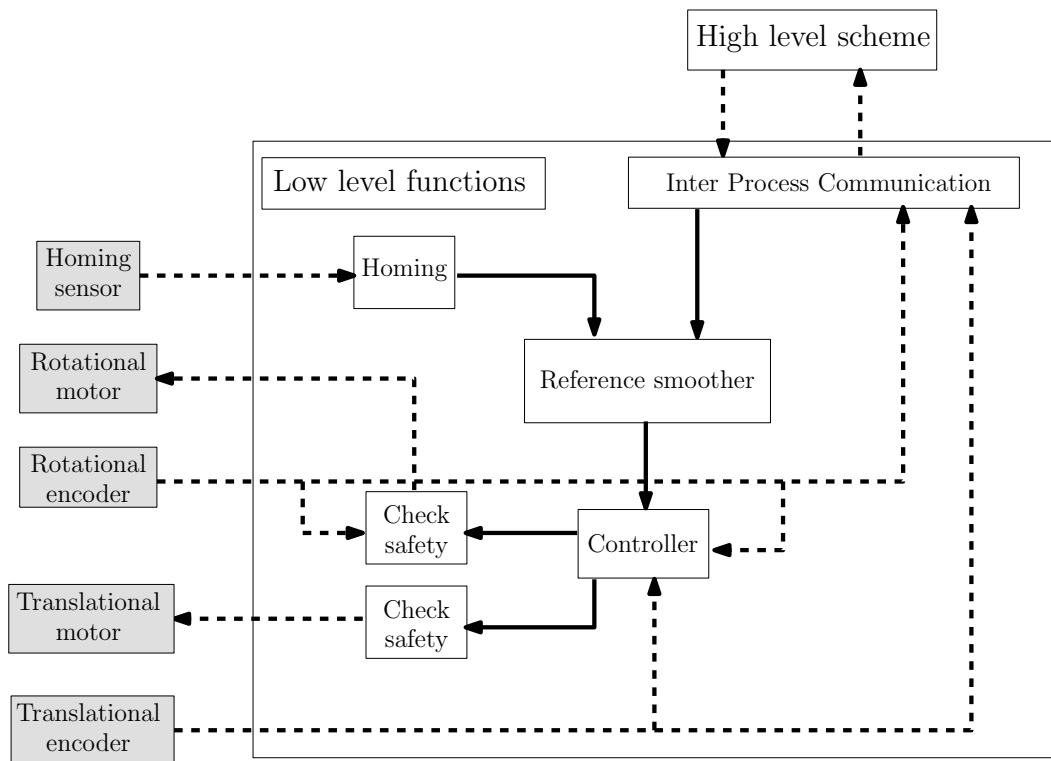 High level scheme
Low level functions
Inter Process Communication
Homing
sensor
Homing
Rotational
motor
Reference smoother
Rotational
encoder
Check
safety
Controller
Translational
motor
Check
safety
Translational
encoder